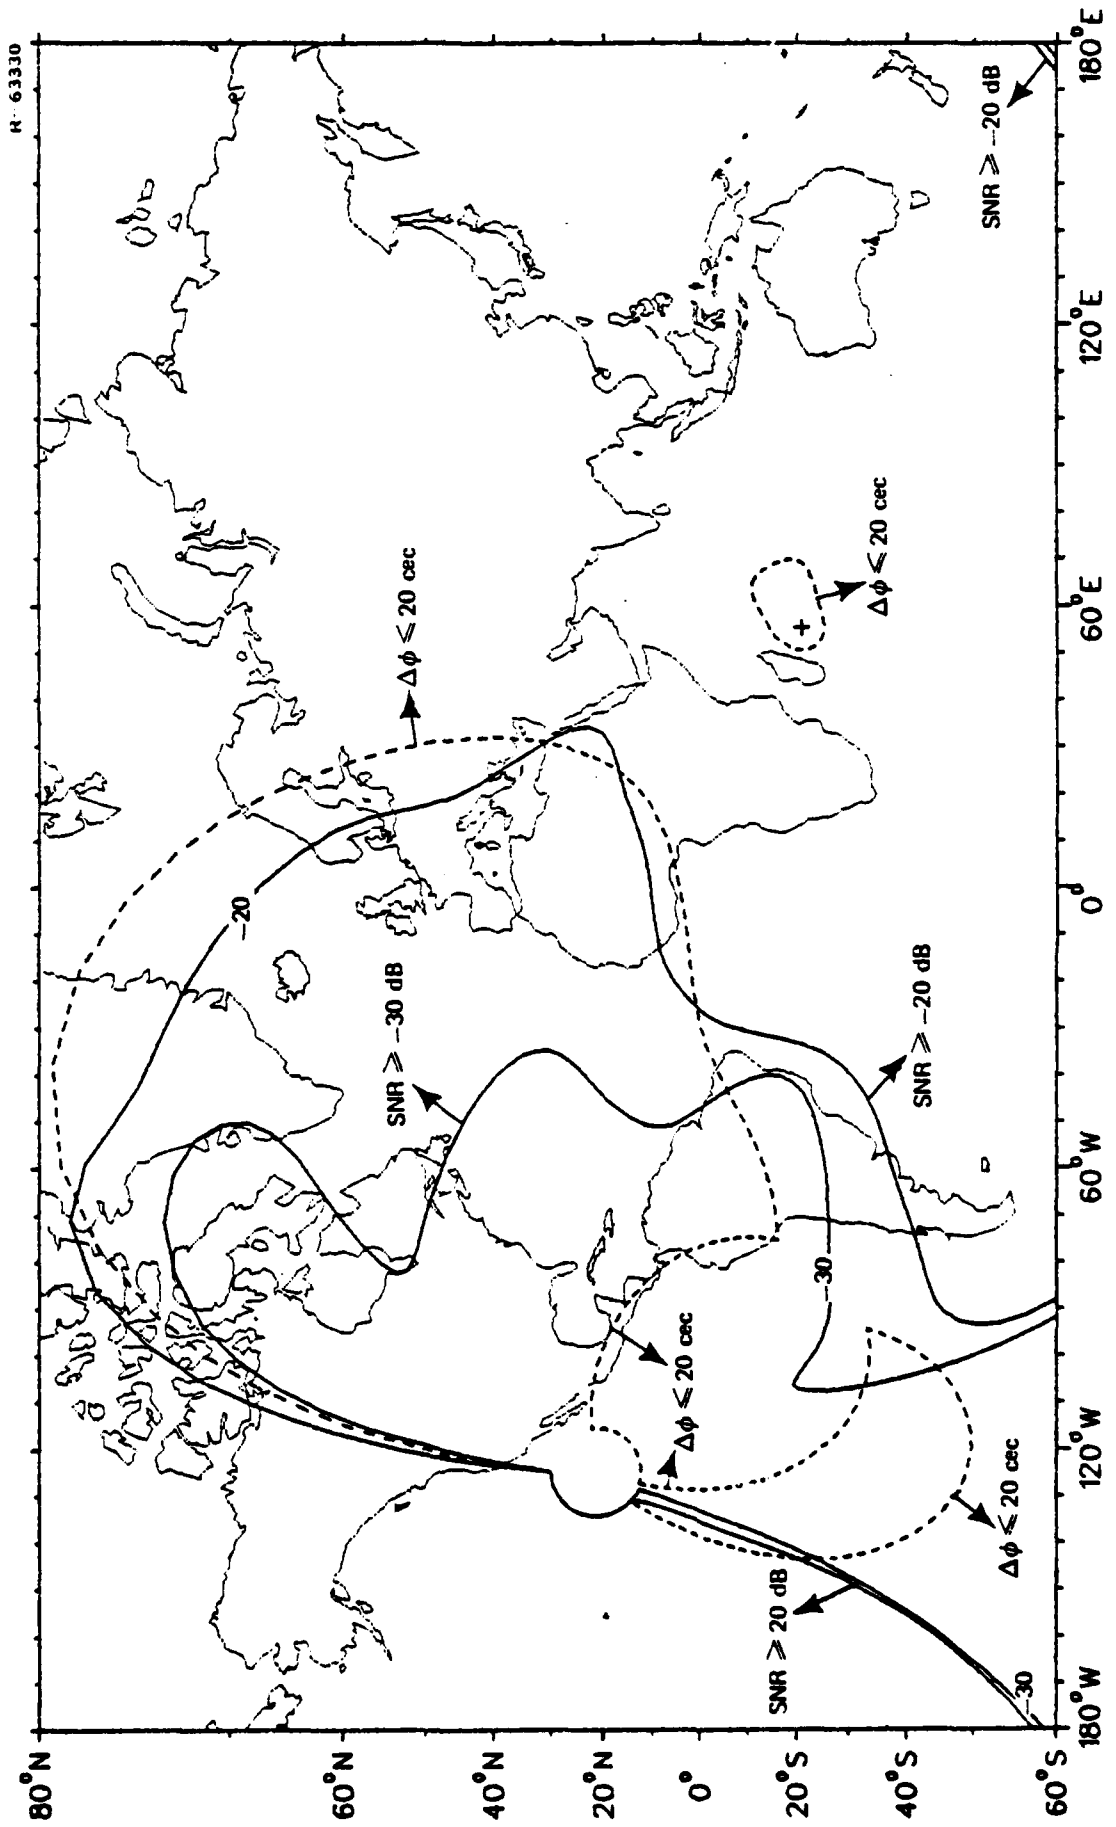 R-63330
80°N
60°N
40°N
20°N
0°
20°S
40°S
60°S
180°W
120°W
60°W
0°
60°E
120°E
180°E
-20
SNR ≥ -30 dB
Δφ ≤ 20 cec
Δφ ≤ 20 cec
+
SNR ≥ -20 dB
SNR ≥ -20 dB
Δφ ≤ 20 cec
-30
Δφ ≤ 20 cec
SNR ≥ 20 dB
-30